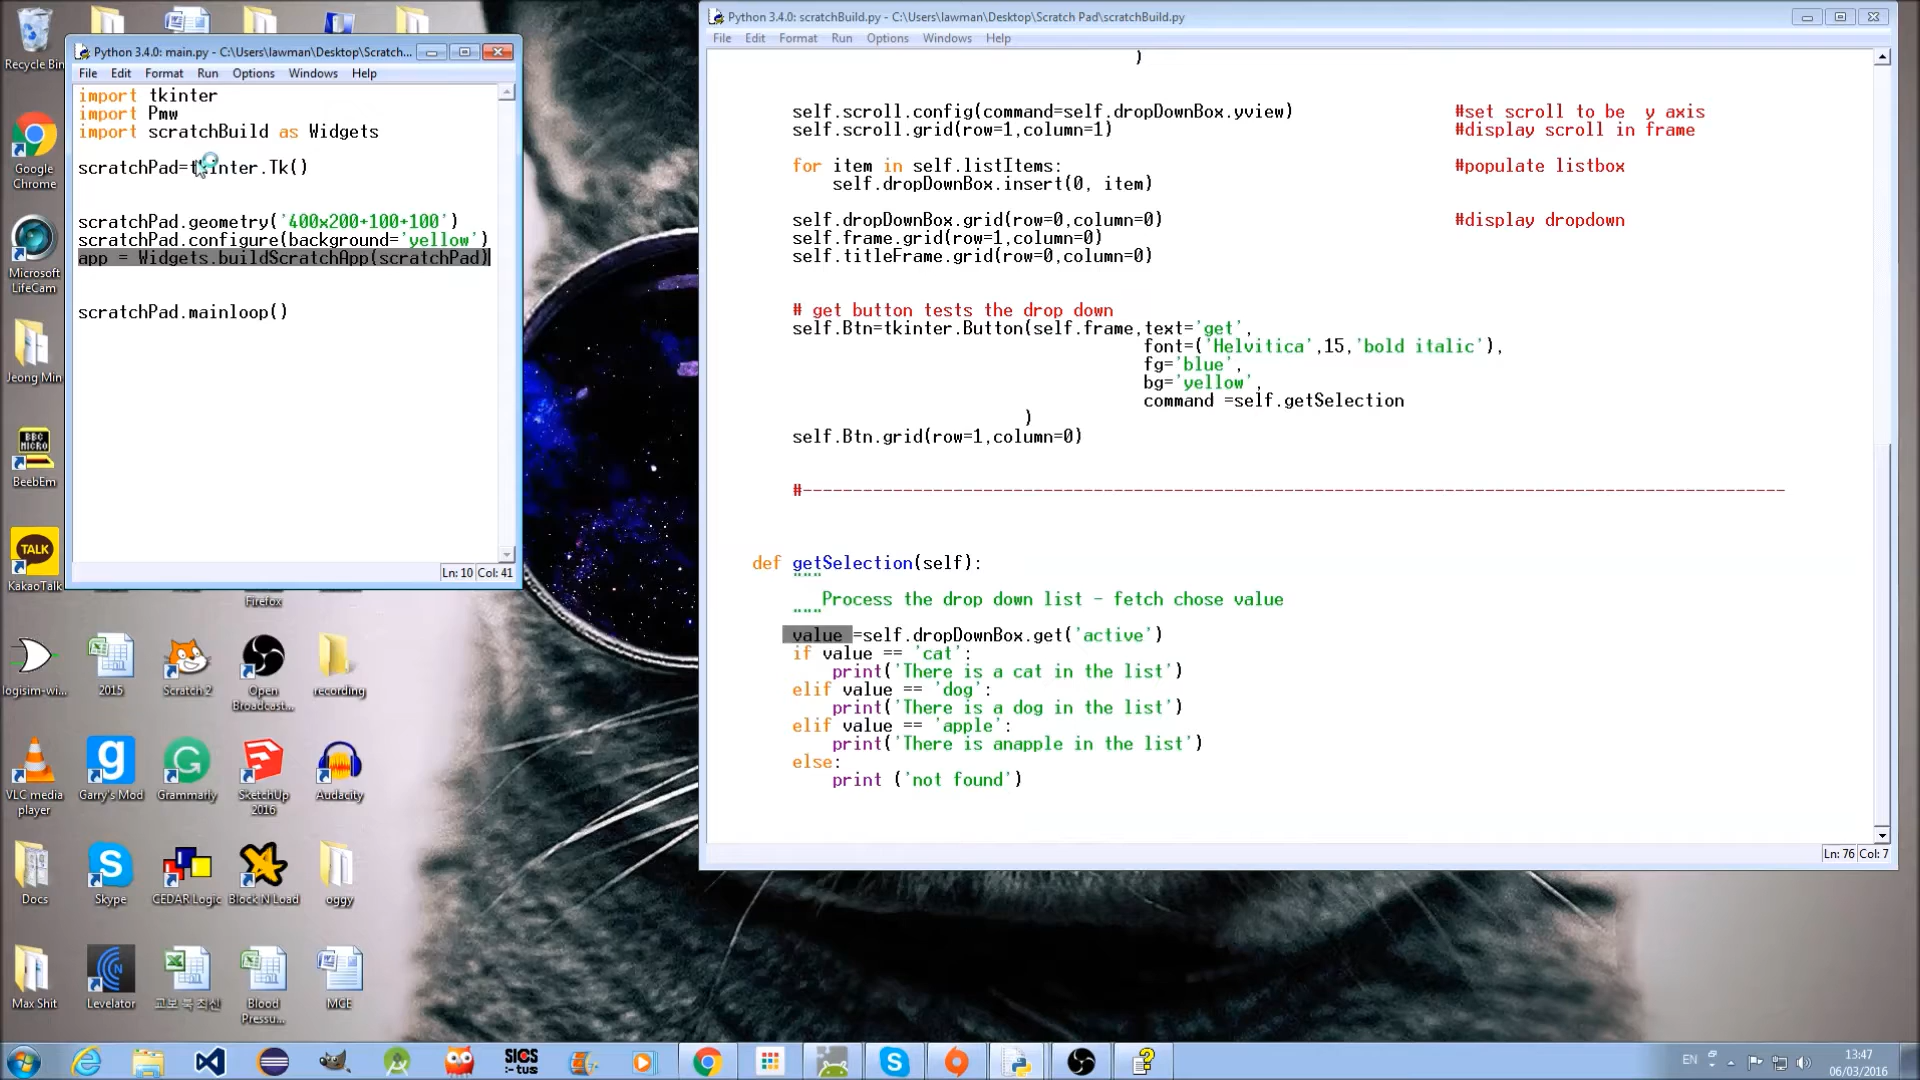 Recycle Bin
Google
Chrome
Microsoft
LifeCam
Jeong Min
BBC
MICRO
BeebEm
TALK
KakaoTalk
Firefox
logisim-wi...
2015
Scratch 2
Open
Broadcast...
recording
VLC media
player
Garry's Mod
Grammarly
SketchUp
2016
Audacity
Docs
Skype
CEDAR Logic
Block N Load
oggy
Max Shit
Levelator
교보 북 최신
Blood
Pressu...
MGE
Python 3.4.0: main.py - C:\Users\lawman\Desktop\Scratch...
File Edit Format Run Options Windows Help
import tkinter
import Pmw
import scratchBuild as Widgets
scratchPad=tkinter.Tk()
scratchPad.geometry('400x200+100+100')
scratchPad.configure(background='yellow')
app = Widgets.buildScratchApp(scratchPad)
scratchPad.mainloop()
Ln: 10 Col: 41
Python 3.4.0: scratchBuild.py - C:\Users\lawman\Desktop\Scratch Pad\scratchBuild.py
File Edit Format Run Options Windows Help
)
self.scroll.config(command=self.dropDownBox.yview) #set scroll to be y axis
self.scroll.grid(row=1,column=1) #display scroll in frame
for item in self.listItems: #populate listbox
self.dropDownBox.insert(0, item)
self.dropDownBox.grid(row=0,column=0) #display dropdown
self.frame.grid(row=1,column=0)
self.titleFrame.grid(row=0,column=0)
# get button tests the drop down
self.Btn=tkinter.Button(self.frame,text='get',
font=('Helvitica',15,'bold italic'),
fg='blue',
bg='yellow',
command =self.getSelection
)
self.Btn.grid(row=1,column=0)
#--------------------------------------------------------------------------------------------------
def getSelection(self):
"""
Process the drop down list - fetch chose value
"""
value =self.dropDownBox.get('active')
if value == 'cat':
print('There is a cat in the list')
elif value == 'dog':
print('There is a dog in the list')
elif value == 'apple':
print('There is anapple in the list')
else:
print ('not found')
Ln: 76 Col: 7
SICS
:- tus
EN
13:47
06/03/2016